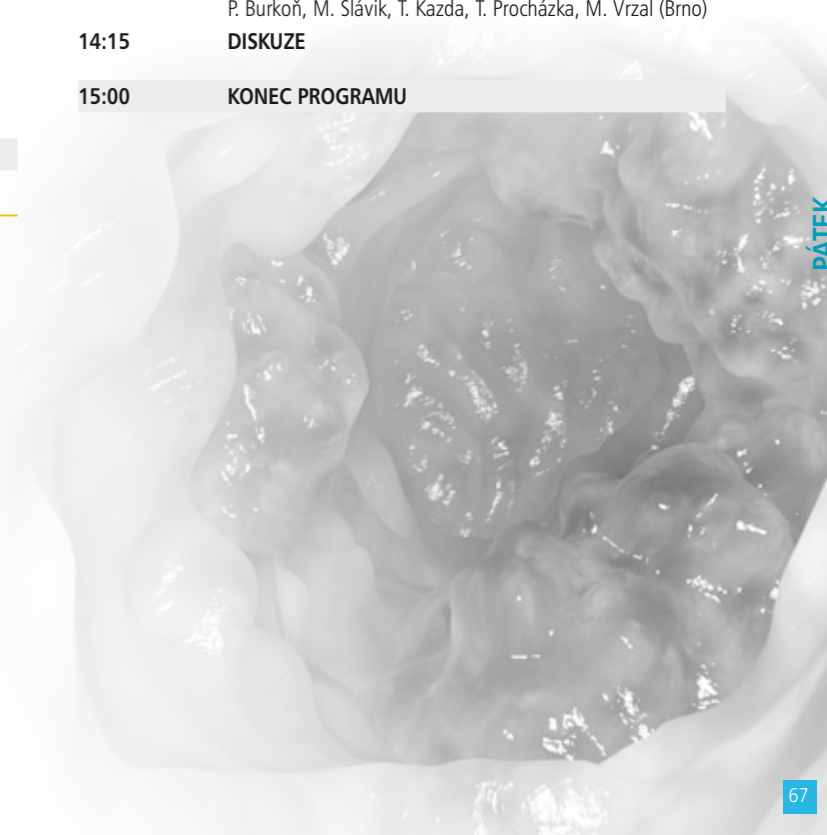 P. Burkoň, M. Slávik, T. Kazda, T. Procházka, M. Vrzal (Brno)
14:15 DISKUZE
15:00 KONEC PROGRAMU
PÁTEK
67